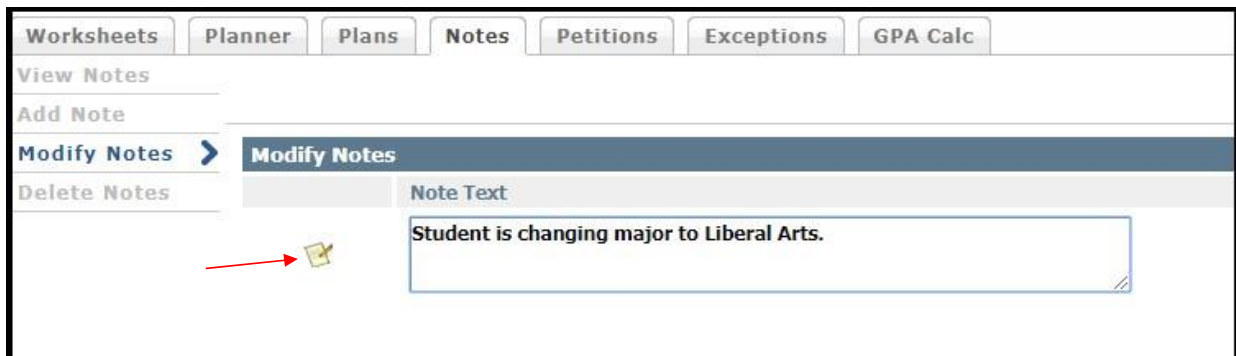 Worksheets Planner Plans Notes Petitions Exceptions GPA Calc
View Notes
Add Note
Modify Notes Modify Notes
Delete Notes Note Text
Student is changing major to Liberal Arts.